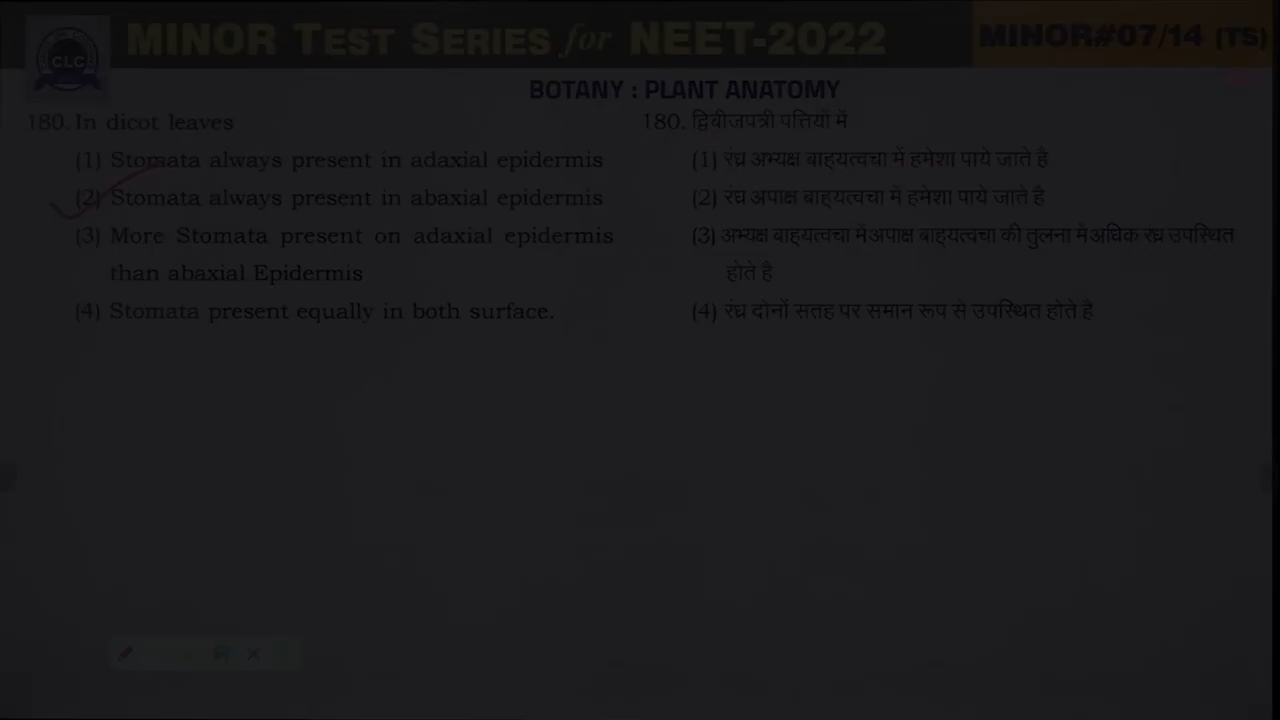 CLC
MINOR TEST SERIES for NEET-2022
MINOR#07/14 (TS)
BOTANY : PLANT ANATOMY
180. In dicot leaves
(1) Stomata always present in adaxial epidermis
(2) Stomata always present in abaxial epidermis
(3) More Stomata present on adaxial epidermis
than abaxial Epidermis
(4) Stomata present equally in both surface.
180. द्विबीजपत्री पत्तियों में
(1) रंध्र अभ्यक्ष बाह्यत्वचा में हमेशा पाये जाते है
(2) रंध्र अपाक्ष बाह्यत्वचा में हमेशा पाये जाते है
(3) अभ्यक्ष बाह्यत्वचा में अपाक्ष बाह्यत्वचा की तुलना में अधिक रंध्र उपस्थित
होते है
(4) रंध्र दोनों सतह पर समान रूप से उपस्थित होते है